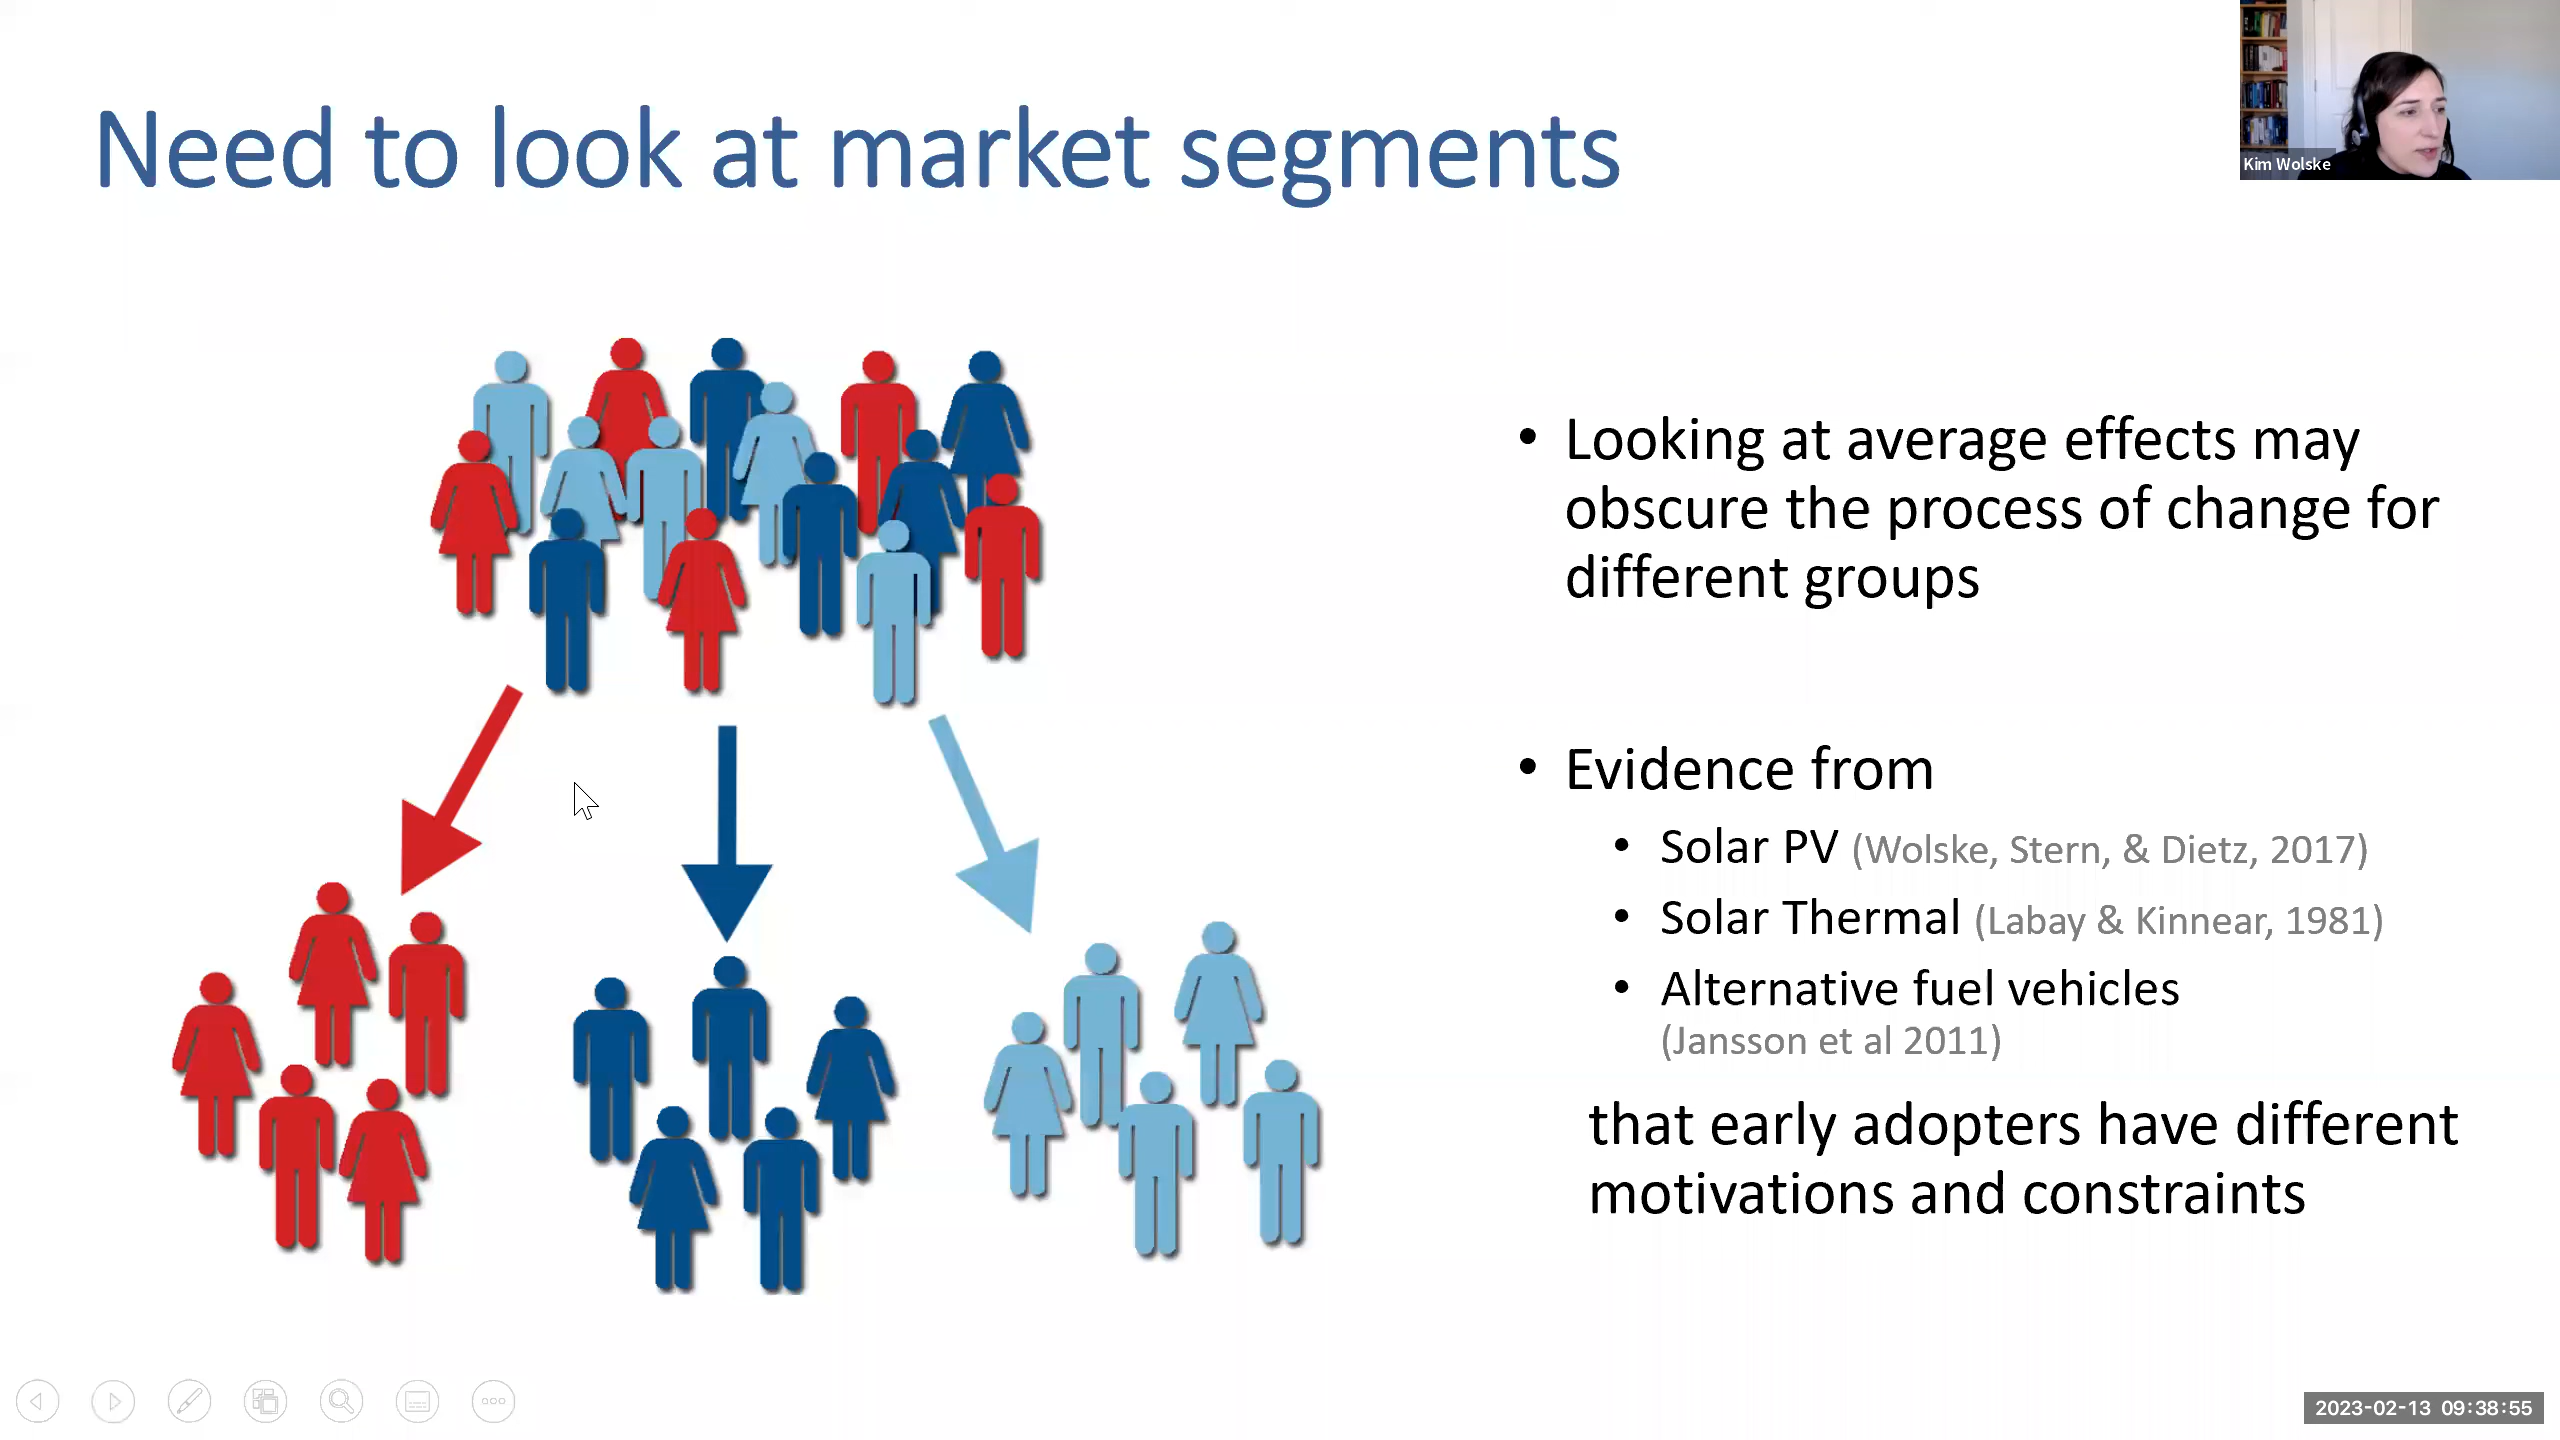 Need to look at market segments
Kim Wolske
• Looking at average effects may
obscure the process of change for
different groups
• Evidence from
• Solar PV (Wolske, Stern, & Dietz, 2017)
• Solar Thermal (Labay & Kinnear, 1981)
• Alternative fuel vehicles
(Jansson et al 2011)
that early adopters have different
motivations and constraints
2023-02-13 09:38:55